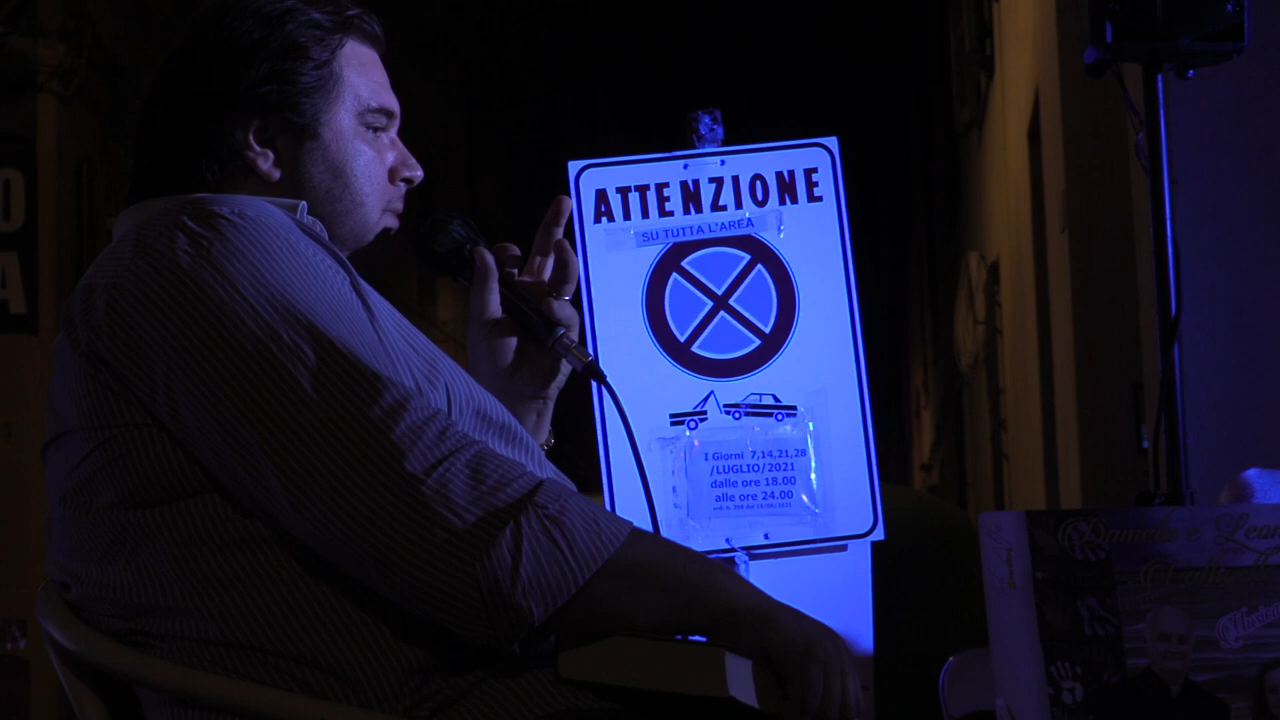 O
A
ATTENZIONE
SU TUTTA L'AREA
I Giorni 7,14,21,28
/LUGLIO/2021
dalle ore 18.00
alle ore 24.00
Daniela e